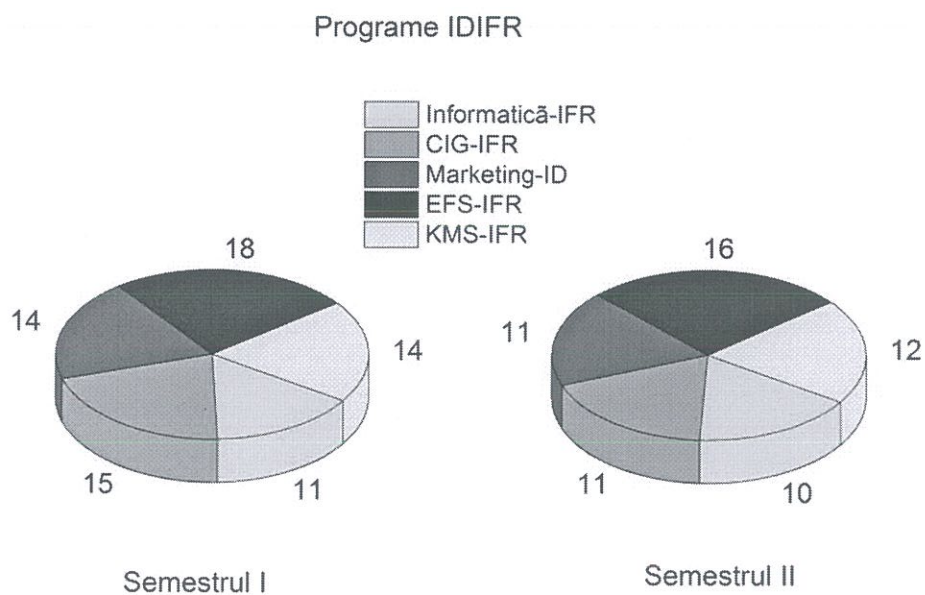 Programe IDIFR
Informatică-IFR
CIG-IFR
Marketing-ID
EFS-IFR
KMS-IFR
18
14
14
15
11
Semestrul I
16
11
12
11
10
Semestrul II